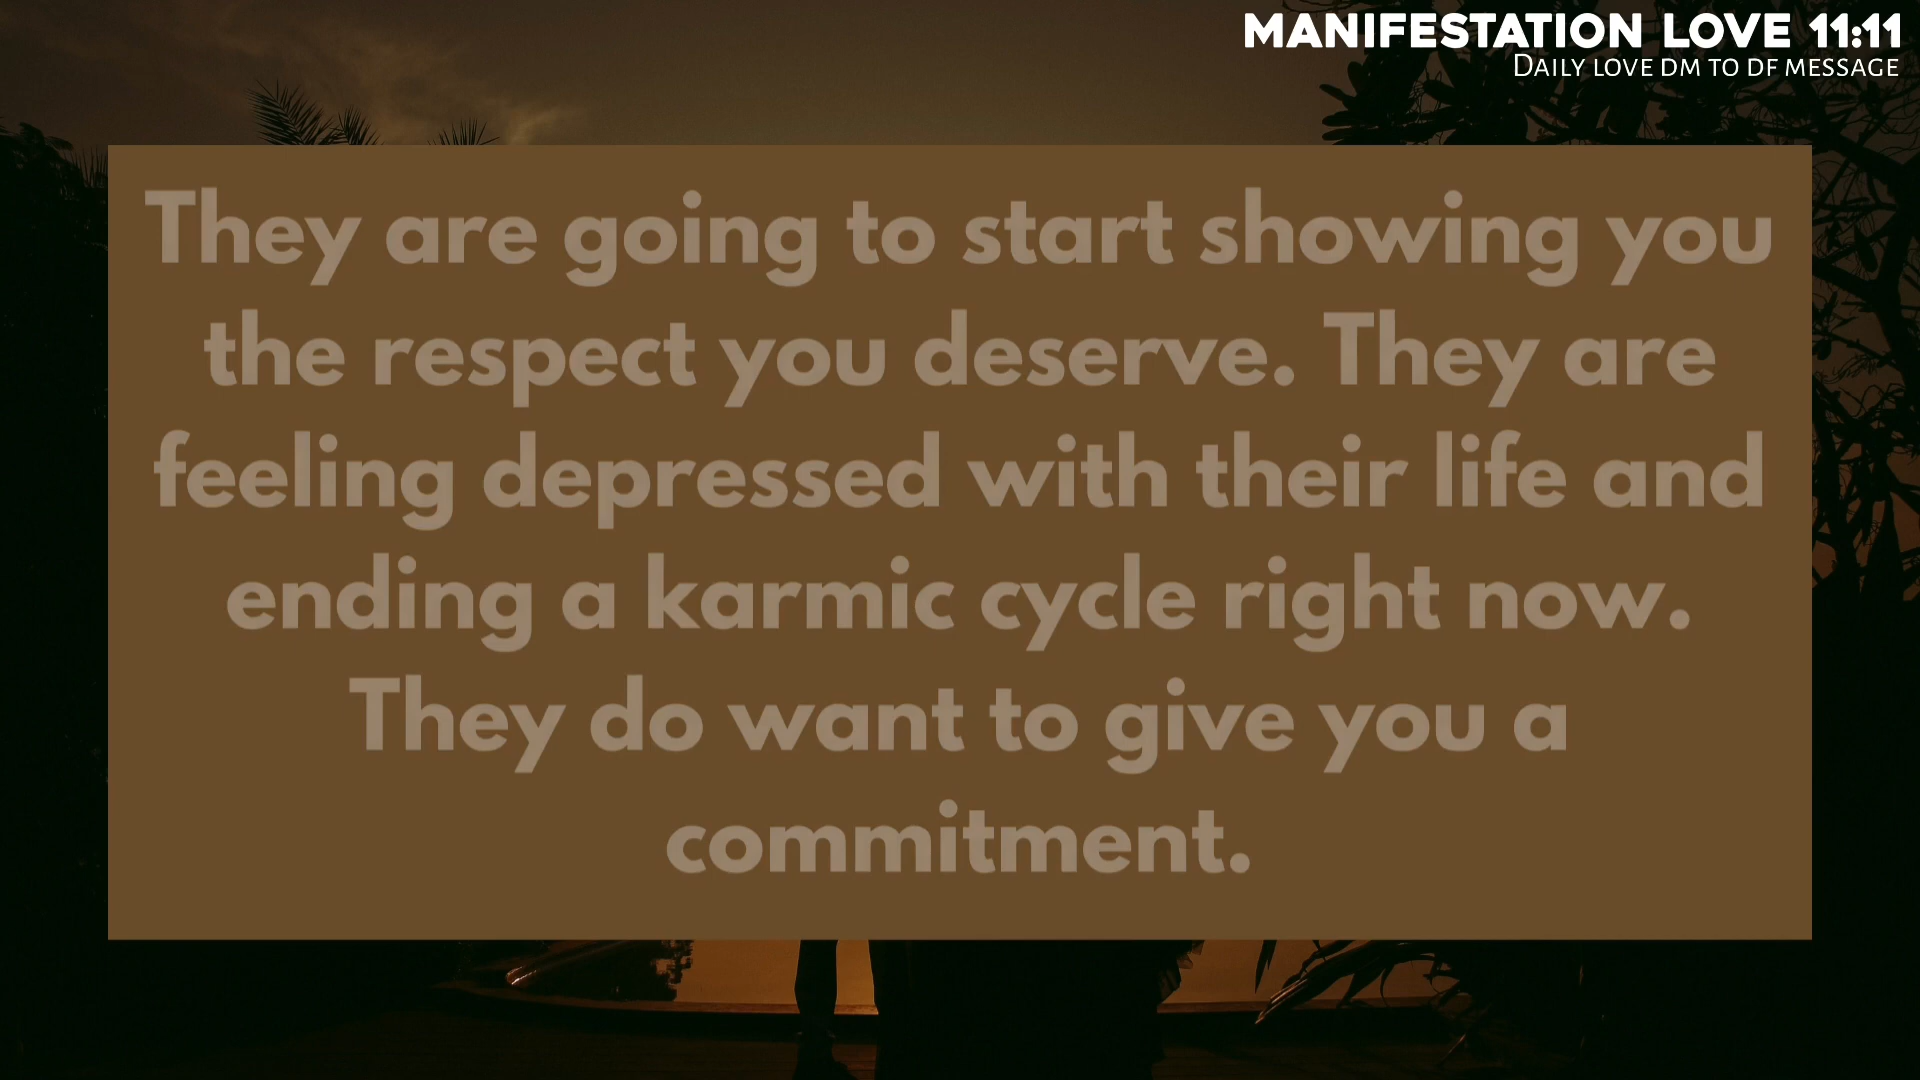 MANIFESTATION LOVE 11:11
DAILY LOVE DM TO DF MESSAGE
They are going to start showing you
the respect you deserve. They are
feeling depressed with their life and
ending a karmic cycle right now.
They do want to give you a
commitment.